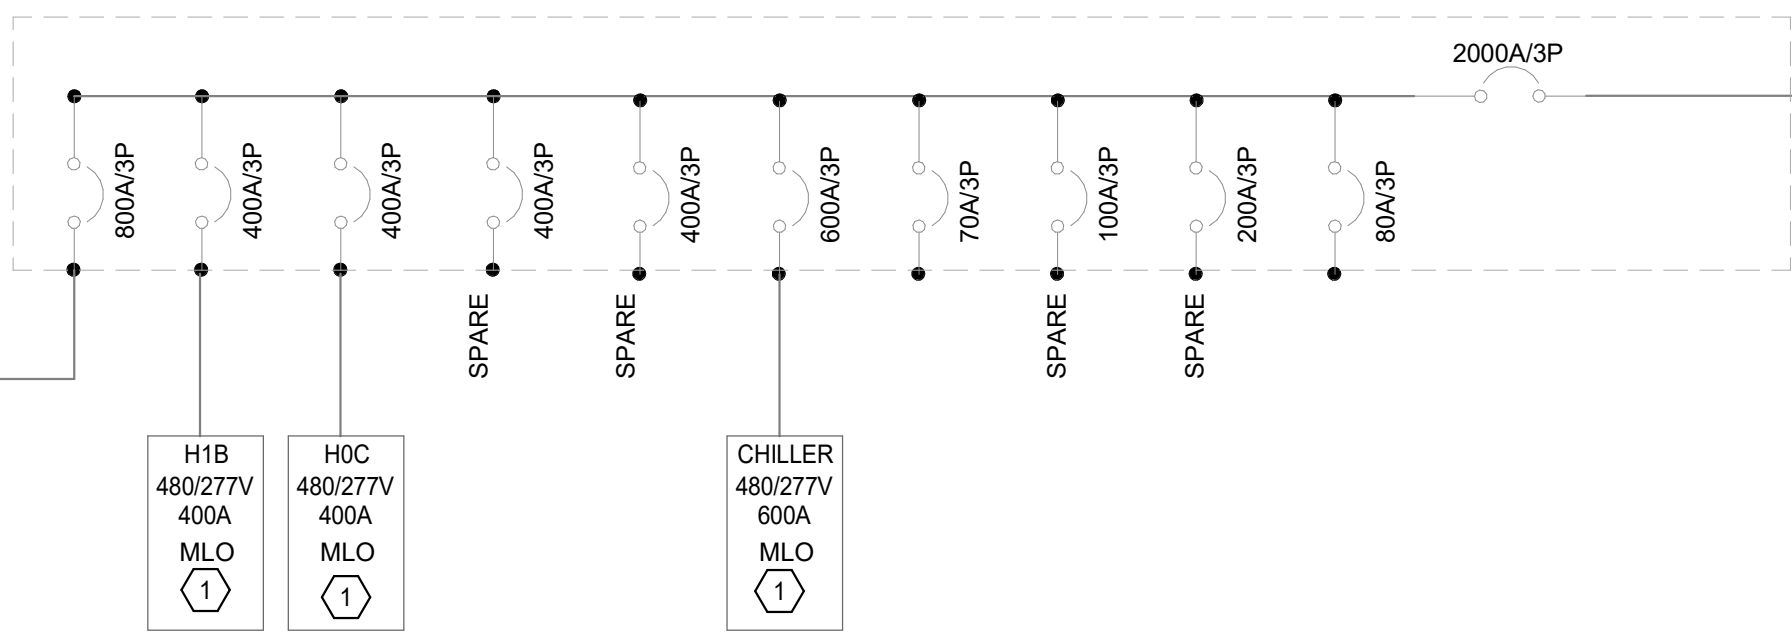 2000A/3P
800A/3P
400A/3P
400A/3P
400A/3P
400A/3P
600A/3P
70A/3P
100A/3P
200A/3P
80A/3P
SPARE
SPARE
SPARE
SPARE
H1B
480/277V
400A
MLO
1
H0C
480/277V
400A
MLO
1
CHILLER
480/277V
600A
MLO
1